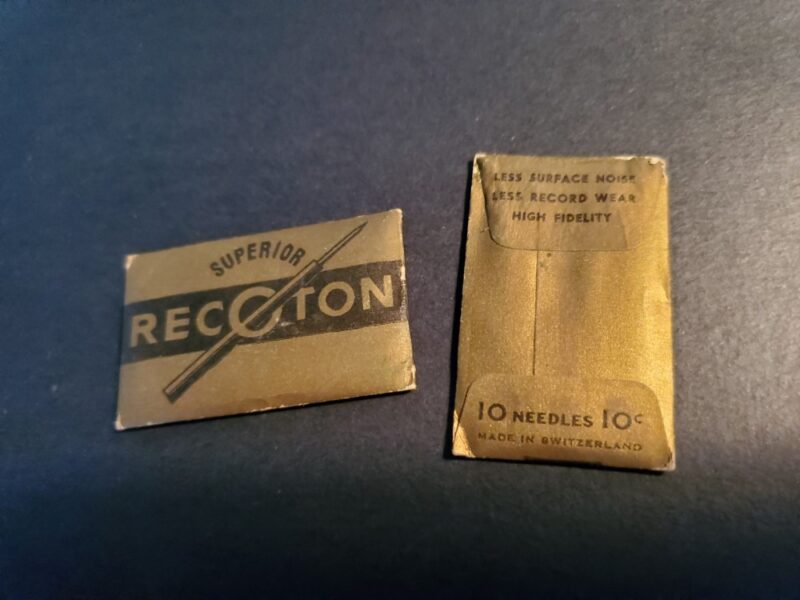 SUPERIOR
RECOTON
LESS SURFACE NOISE
LESS RECORD WEAR
HIGH FIDELITY
10 NEEDLES 10¢
MADE IN SWITZERLAND